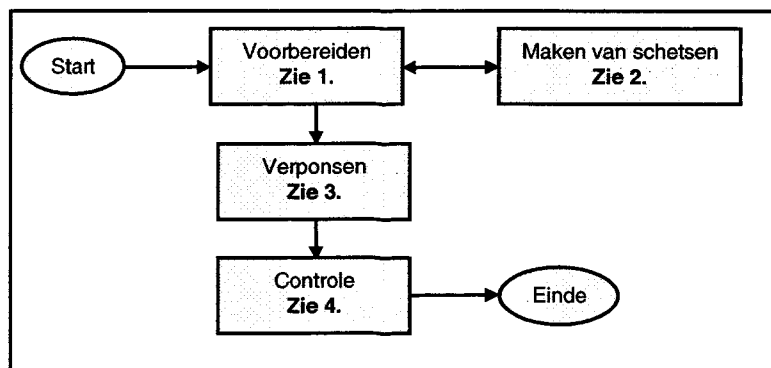 Start
Voorbereiden
Zie 1.
Maken van schetsen
Zie 2.
Verponsen
Zie 3.
Controle
Zie 4.
Einde